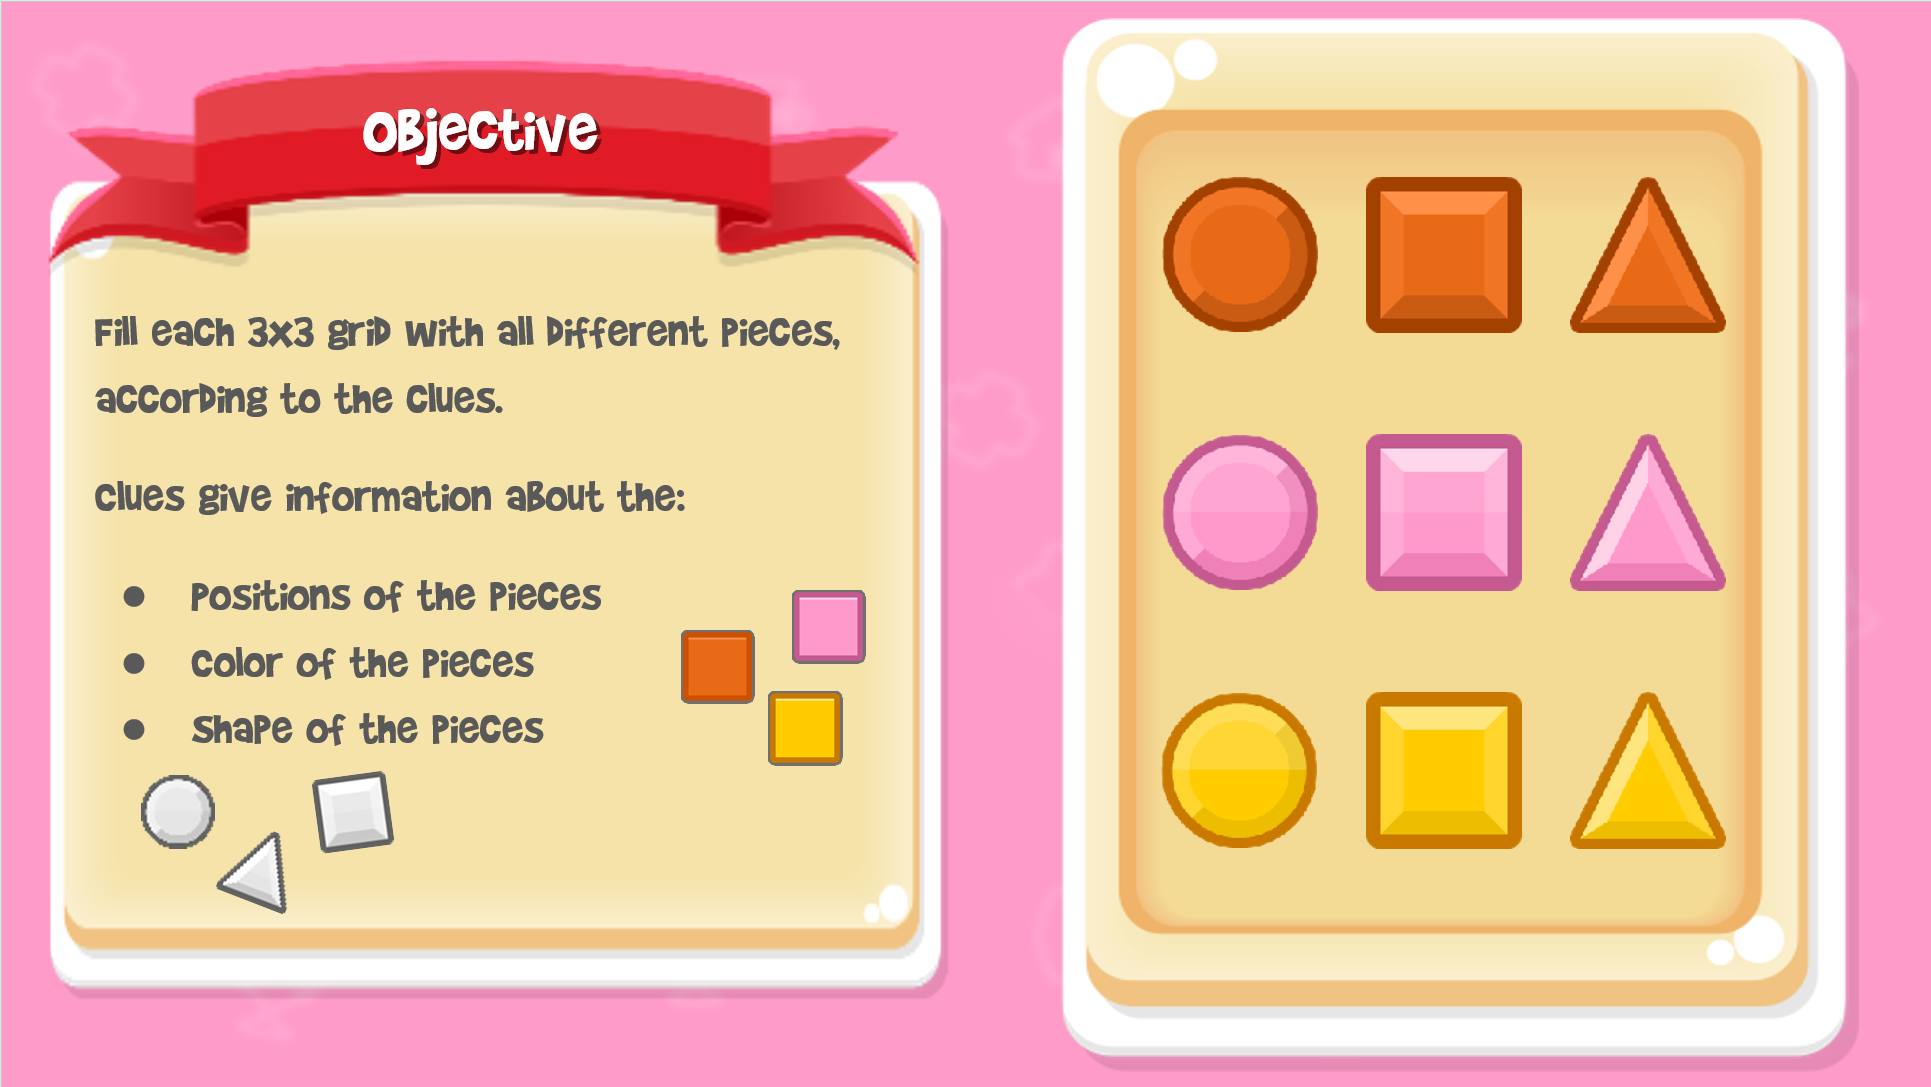 Objective
Fill each 3x3 grid with all different pieces,
according to the clues.
Clues give information about the:
● Positions of the pieces
● Color of the pieces
● Shape of the pieces